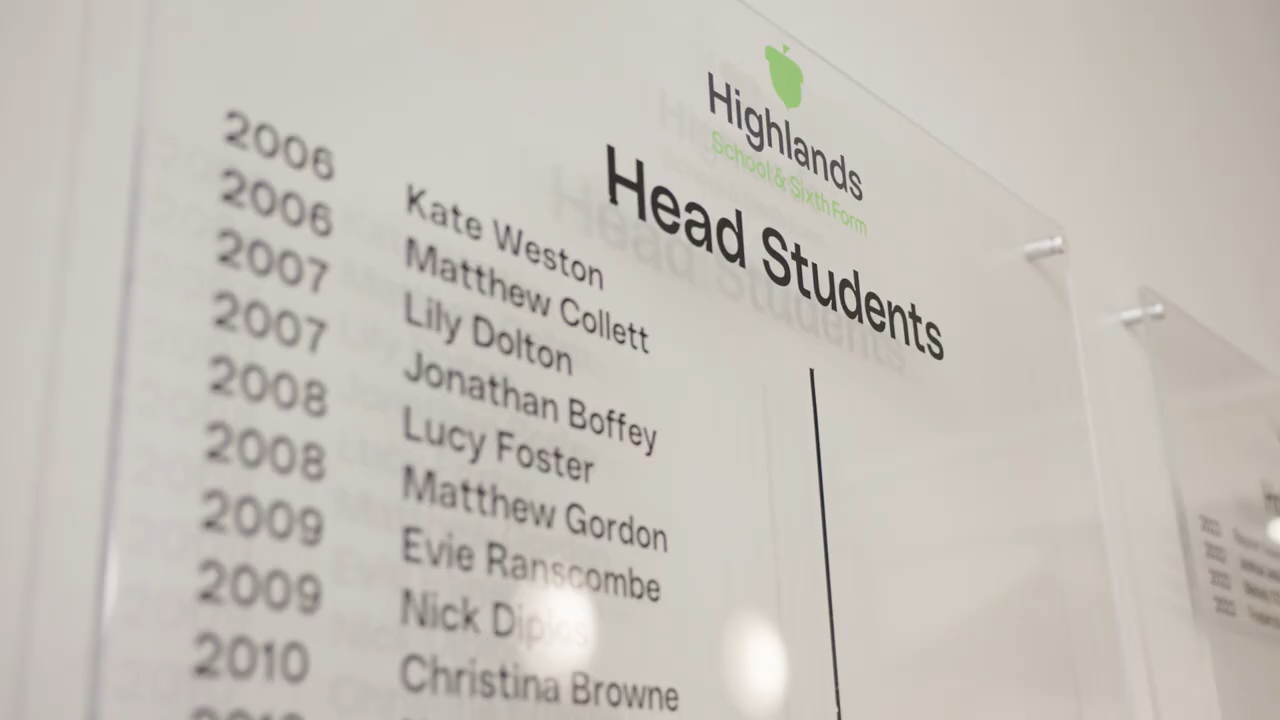 Highlands
School & Sixth Form
Head Students
2006 Kate Weston
2006 Matthew Collett
2007 Lily Dolton
2007 Jonathan Boffey
2008 Lucy Foster
2008 Matthew Gordon
2009 Evie Ranscombe
2009 Nick
2010 Christina Browne